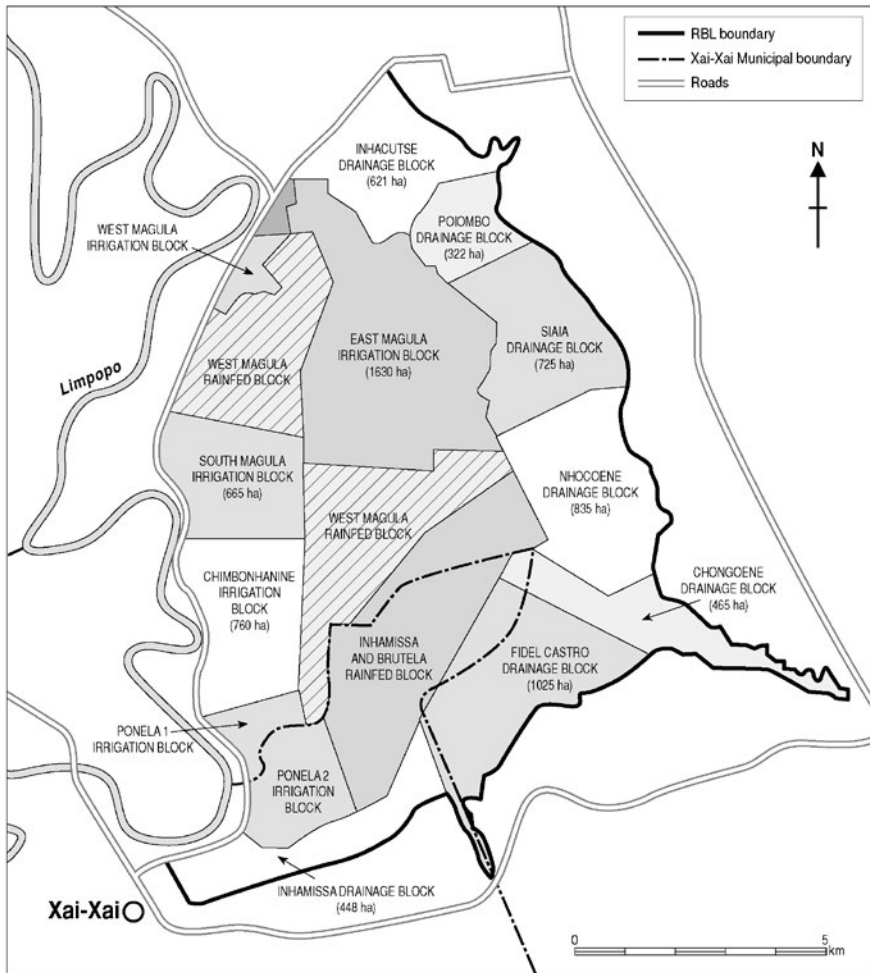 RBL boundary
Xai-Xai Municipal boundary
Roads
N
INHACUTSE
DRAINAGE BLOCK
(621 ha)
POIOMBO
DRAINAGE BLOCK
(322 ha)
WEST MAGULA
IRRIGATION BLOCK
EAST MAGULA
IRRIGATION BLOCK
(1630 ha)
SIAIA
DRAINAGE BLOCK
(725 ha)
Limpopo
WEST MAGULA
RAINFED BLOCK
SOUTH MAGULA
IRRIGATION BLOCK
(665 ha)
NHOCOENE
DRAINAGE BLOCK
(835 ha)
WEST MAGULA
RAINFED BLOCK
CHIMBONHANINE
IRRIGATION
BLOCK
(760 ha)
CHONGOENE
DRAINAGE BLOCK
(465 ha)
INHAMISSA
AND BRUTELA
RAINFED BLOCK
FIDEL CASTRO
DRAINAGE BLOCK
(1025 ha)
PONELA 1
IRRIGATION BLOCK
PONELA 2
IRRIGATION
BLOCK
INHAMISSA DRAINAGE BLOCK
(448 ha)
Xai-Xai
0 5
km